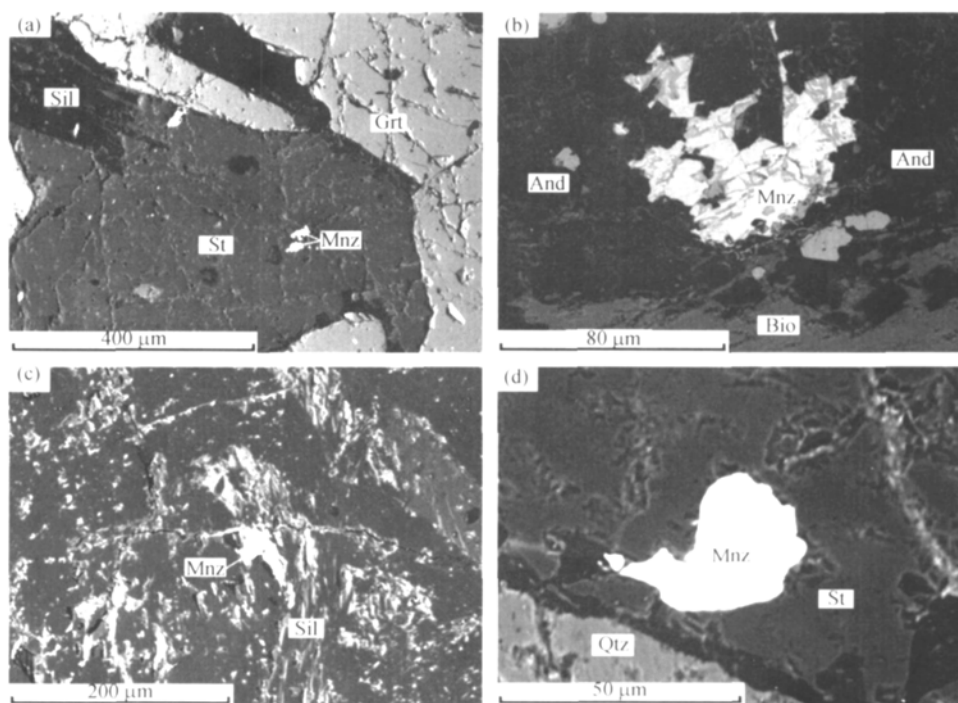 (a)
Sil
Grt
St
Mnz
400 μm
(b)
And
And
Mnz
Bio
80 μm
(c)
Mnz
Sil
200 μm
(d)
Mnz
St
Qtz
50 μm